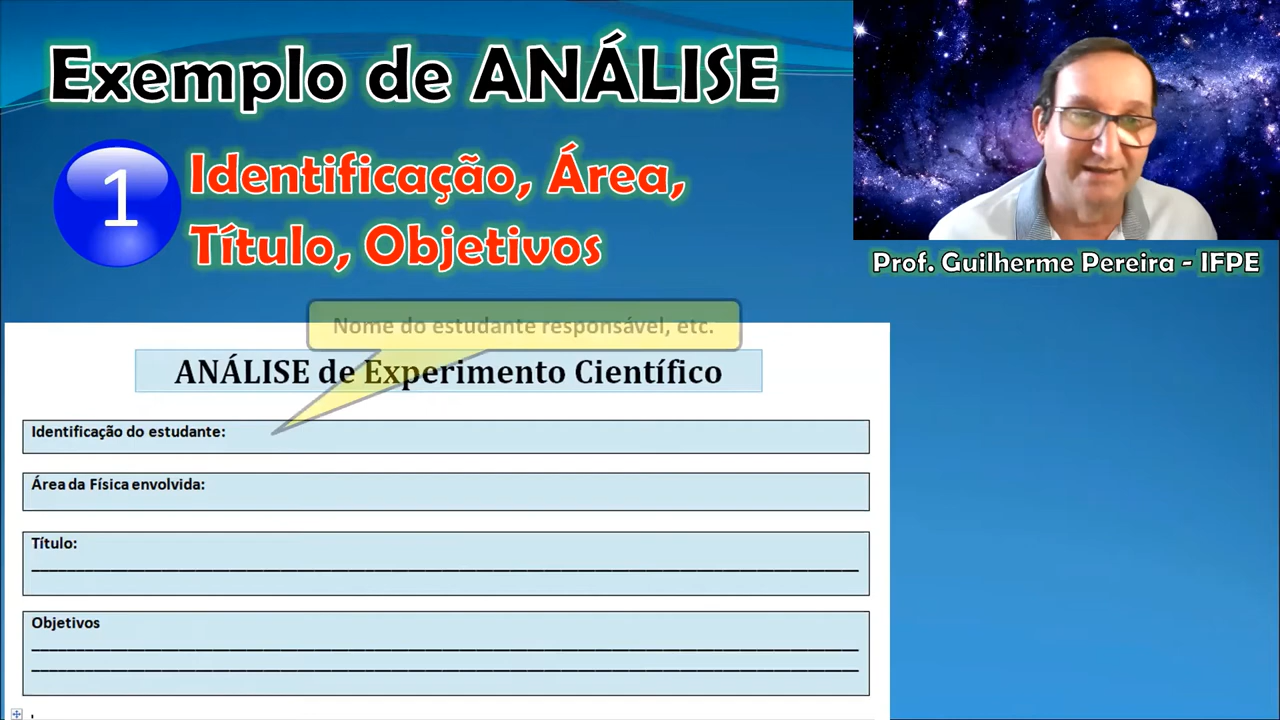 Exemplo de ANÁLISE
1
Identificação, Área,
Título, Objetivos
Prof. Guilherme Pereira - IFPE
Nome do estudante responsável, etc.
ANÁLISE de Experimento Científico
Identificação do estudante:
Área da Física envolvida:
Título:
Objetivos